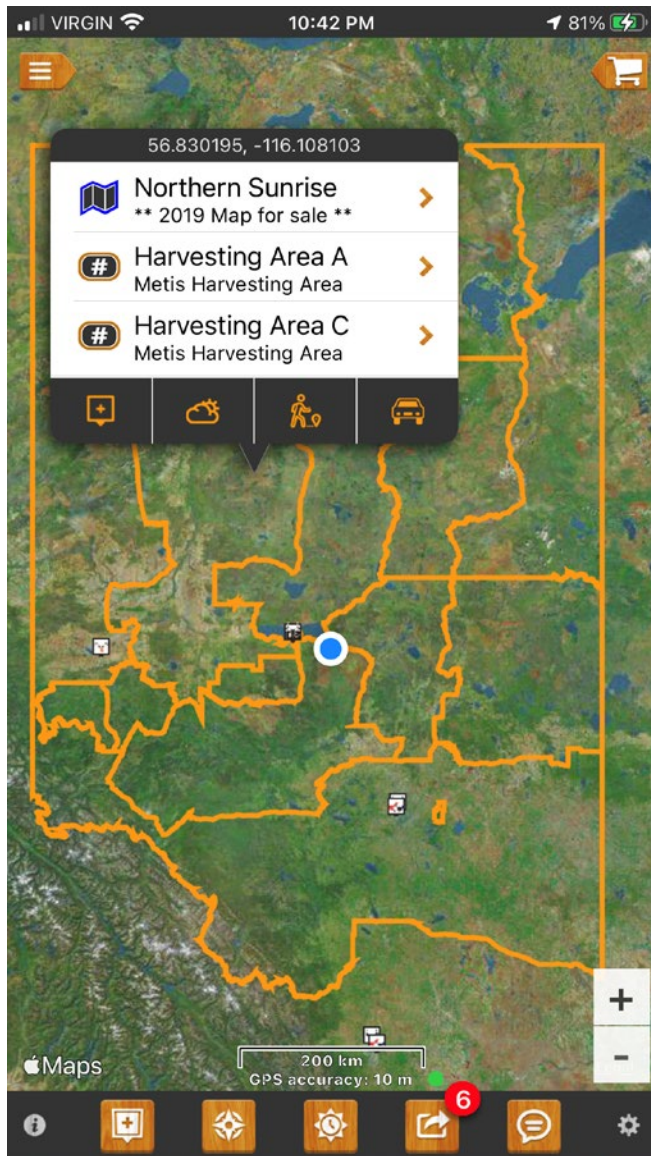 VIRGIN 10:42 PM 81%
56.830195, -116.108103
Northern Sunrise
** 2019 Map for sale **
# Harvesting Area A
Metis Harvesting Area
# Harvesting Area C
Metis Harvesting Area
+
-
Maps
200 km
GPS accuracy: 10 m
6